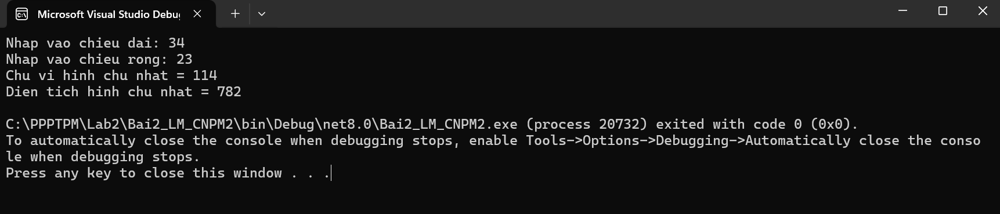 Microsoft Visual Studio Debu
Nhap vao chieu dai: 34
Nhap vao chieu rong: 23
Chu vi hinh chu nhat = 114
Dien tich hinh chu nhat = 782
C:\PPPTPM\Lab2\Bai2_LM_CNPM2\bin\Debug\net8.0\Bai2_LM_CNPM2.exe (process 20732) exited with code 0 (0x0).
To automatically close the console when debugging stops, enable Tools->Options->Debugging->Automatically close the conso
le when debugging stops.
Press any key to close this window . . .